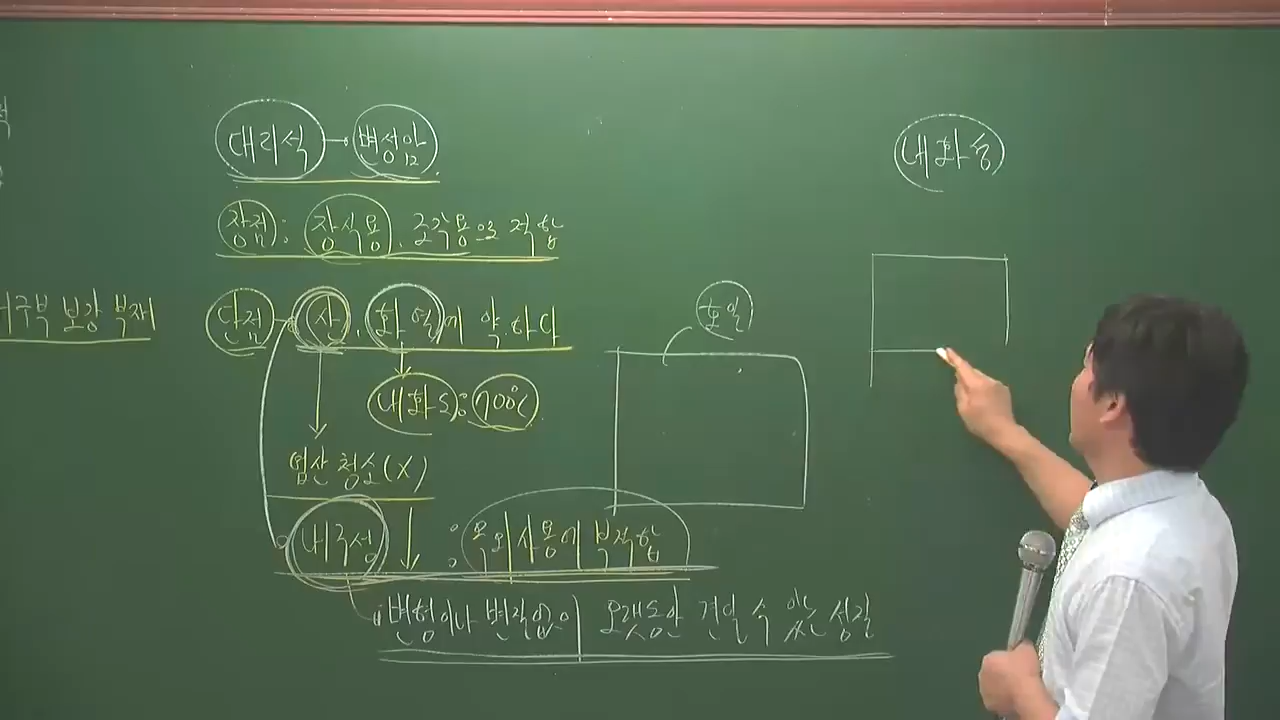 대리석 → 변성암
장점 : 장식용, 조각용으로 적합
단점 산, 화열에 약하다
내화도 : 700℃
염산 청소(X)
내구성 ↓ : 옥외사용에 부적합
변형이나 변질없이 오랫동안 견딜 수 있는 성질
구부 보강 부재
내화